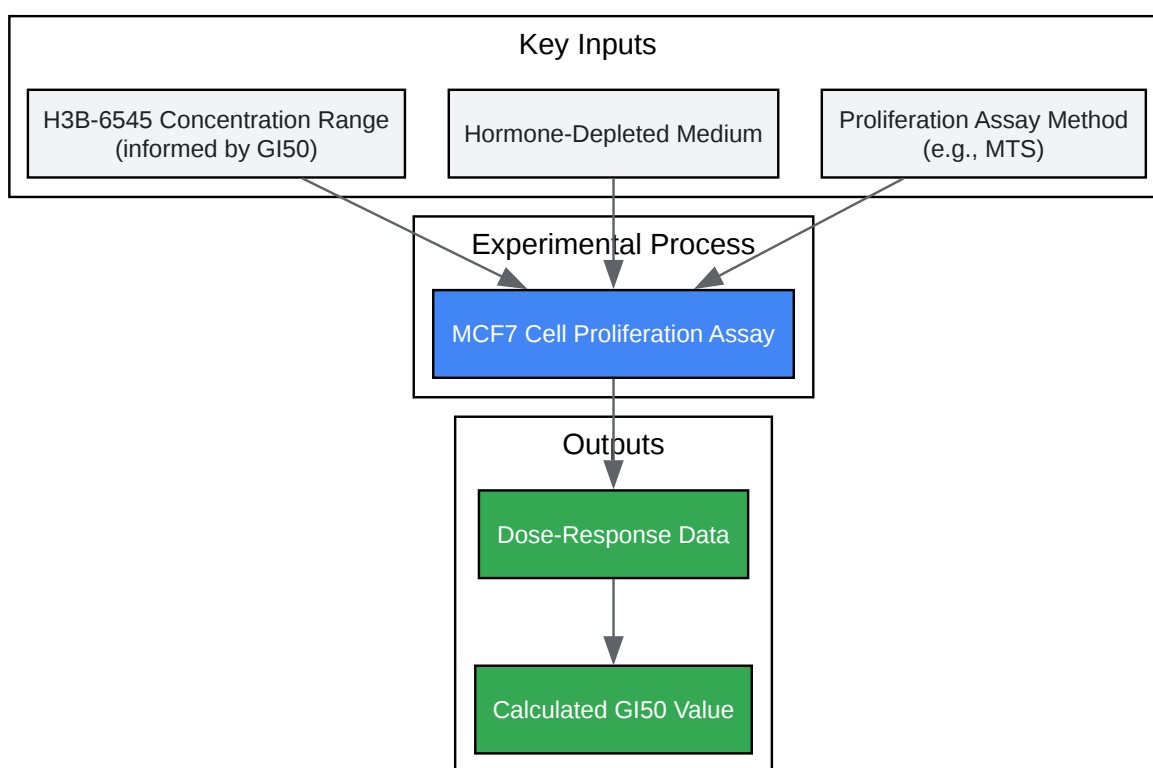 Key Inputs
H3B-6545 Concentration Range
(informed by GI50)
Hormone-Depleted Medium
Proliferation Assay Method
(e.g., MTS)
Experimental Process
MCF7 Cell Proliferation Assay
Outputs
Dose-Response Data
Calculated GI50 Value